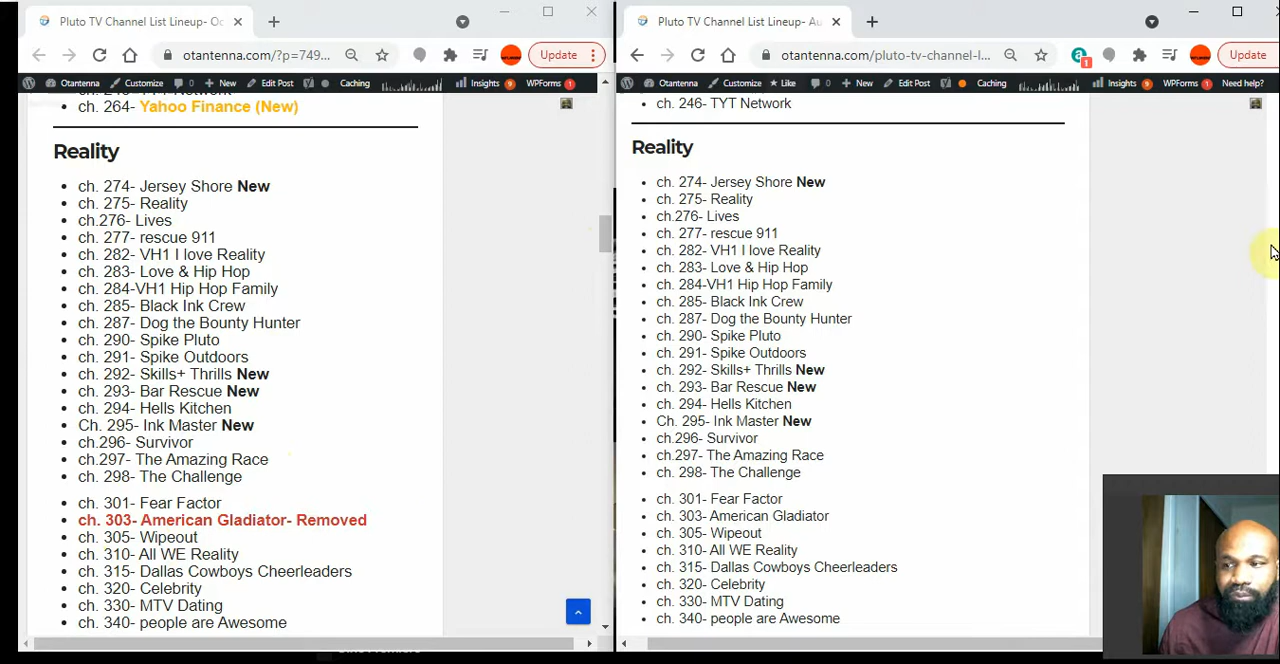 Pluto TV Channel List Lineup- Oc
otantenna.com/?p=749...
Update
Otantenna
Customize
0
New
Edit Post
Caching
Insights 9
WPForms 1
ch. 264- Yahoo Finance (New)
Reality
ch. 274- Jersey Shore New
ch. 275- Reality
ch.276- Lives
ch. 277- rescue 911
ch. 282- VH1 I love Reality
ch. 283- Love & Hip Hop
ch. 284-VH1 Hip Hop Family
ch. 285- Black Ink Crew
ch. 287- Dog the Bounty Hunter
ch. 290- Spike Pluto
ch. 291- Spike Outdoors
ch. 292- Skills+ Thrills New
ch. 293- Bar Rescue New
ch. 294- Hells Kitchen
Ch. 295- Ink Master New
ch.296- Survivor
ch.297- The Amazing Race
ch. 298- The Challenge
ch. 301- Fear Factor
ch. 303- American Gladiator- Removed
ch. 305- Wipeout
ch. 310- All WE Reality
ch. 315- Dallas Cowboys Cheerleaders
ch. 320- Celebrity
ch. 330- MTV Dating
ch. 340- people are Awesome
Pluto TV Channel List Lineup- Au
otantenna.com/pluto-tv-channel-l...
1
Update
Otantenna
Customize
Like
0
New
Edit Post
Caching
Insights 9
WPForms 1
Need help?
ch. 246- TYT Network
Reality
ch. 274- Jersey Shore New
ch. 275- Reality
ch.276- Lives
ch. 277- rescue 911
ch. 282- VH1 I love Reality
ch. 283- Love & Hip Hop
ch. 284-VH1 Hip Hop Family
ch. 285- Black Ink Crew
ch. 287- Dog the Bounty Hunter
ch. 290- Spike Pluto
ch. 291- Spike Outdoors
ch. 292- Skills+ Thrills New
ch. 293- Bar Rescue New
ch. 294- Hells Kitchen
Ch. 295- Ink Master New
ch.296- Survivor
ch.297- The Amazing Race
ch. 298- The Challenge
ch. 301- Fear Factor
ch. 303- American Gladiator
ch. 305- Wipeout
ch. 310- All WE Reality
ch. 315- Dallas Cowboys Cheerleaders
ch. 320- Celebrity
ch. 330- MTV Dating
ch. 340- people are Awesome